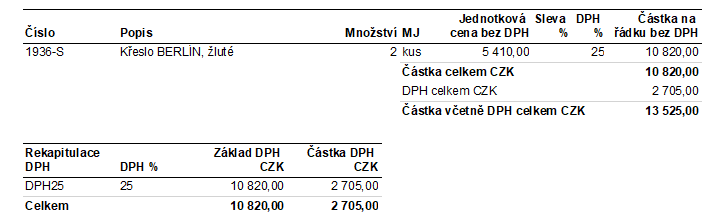 Jednotková Sleva DPH Částka na
Číslo Popis Množství MJ cena bez DPH % % řádku bez DPH
1936-S Křeslo BERLÍN, žluté 2 kus 5 410,00 25 10 820,00
Částka celkem CZK 10 820,00
DPH celkem CZK 2 705,00
Částka včetně DPH celkem CZK 13 525,00
Rekapitulace Základ DPH Částka DPH
DPH DPH % CZK CZK
DPH25 25 10 820,00 2 705,00
Celkem 10 820,00 2 705,00